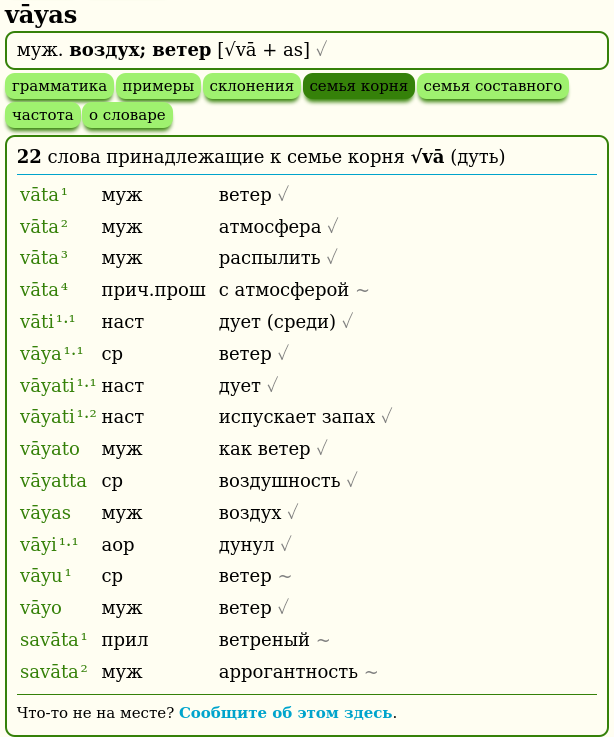 vāyas
муж. воздух; ветер [√vā + as] √
грамматика примеры склонения семья корня семья составного
частота о словаре
22 слова принадлежащие к семье корня √vā (дуть)
vāta¹ муж ветер √
vāta² муж атмосфера √
vāta³ муж распылить √
vāta⁴ прич.прош с атмосферой ~
vāti¹·¹ наст дует (среди) √
vāya¹·¹ ср ветер √
vāyati¹·¹ наст дует √
vāyati¹·² наст испускает запах √
vāyato муж как ветер √
vāyatta ср воздушность √
vāyas муж воздух √
vāyi¹·¹ аор дунул √
vāyu¹ ср ветер ~
vāyo муж ветер √
savāta¹ прил ветреный ~
savāta² муж аррогантность ~
Что-то не на месте? Сообщите об этом здесь.